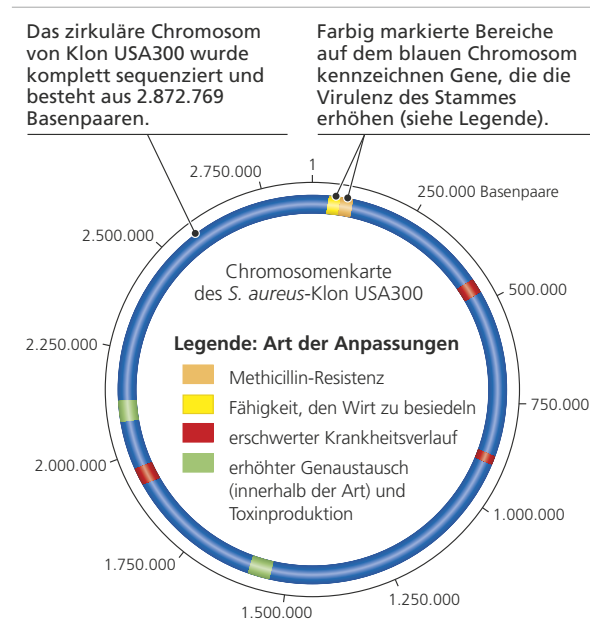 Das zirkuläre Chromosom
von Klon USA300 wurde
komplett sequenziert und
besteht aus 2.872.769
Basenpaaren.
Farbig markierte Bereiche
auf dem blauen Chromosom
kennzeichnen Gene, die die
Virulenz des Stammes
erhöhen (siehe Legende).
1
250.000 Basenpaare
500.000
750.000
1.000.000
1.250.000
1.500.000
1.750.000
2.000.000
2.250.000
2.500.000
2.750.000
Chromosomenkarte
des S. aureus-Klon USA300
Legende: Art der Anpassungen
Methicillin-Resistenz
Fähigkeit, den Wirt zu besiedeln
erschwerter Krankheitsverlauf
erhöhter Genaustausch
(innerhalb der Art) und
Toxinproduktion